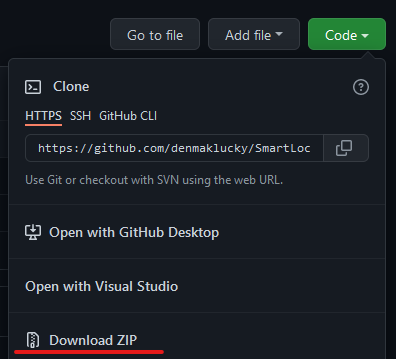 Go to file Add file Code
Clone
HTTPS SSH GitHub CLI
https://github.com/denmaklucky/SmartLoc
Use Git or checkout with SVN using the web URL.
Open with GitHub Desktop
Open with Visual Studio
Download ZIP